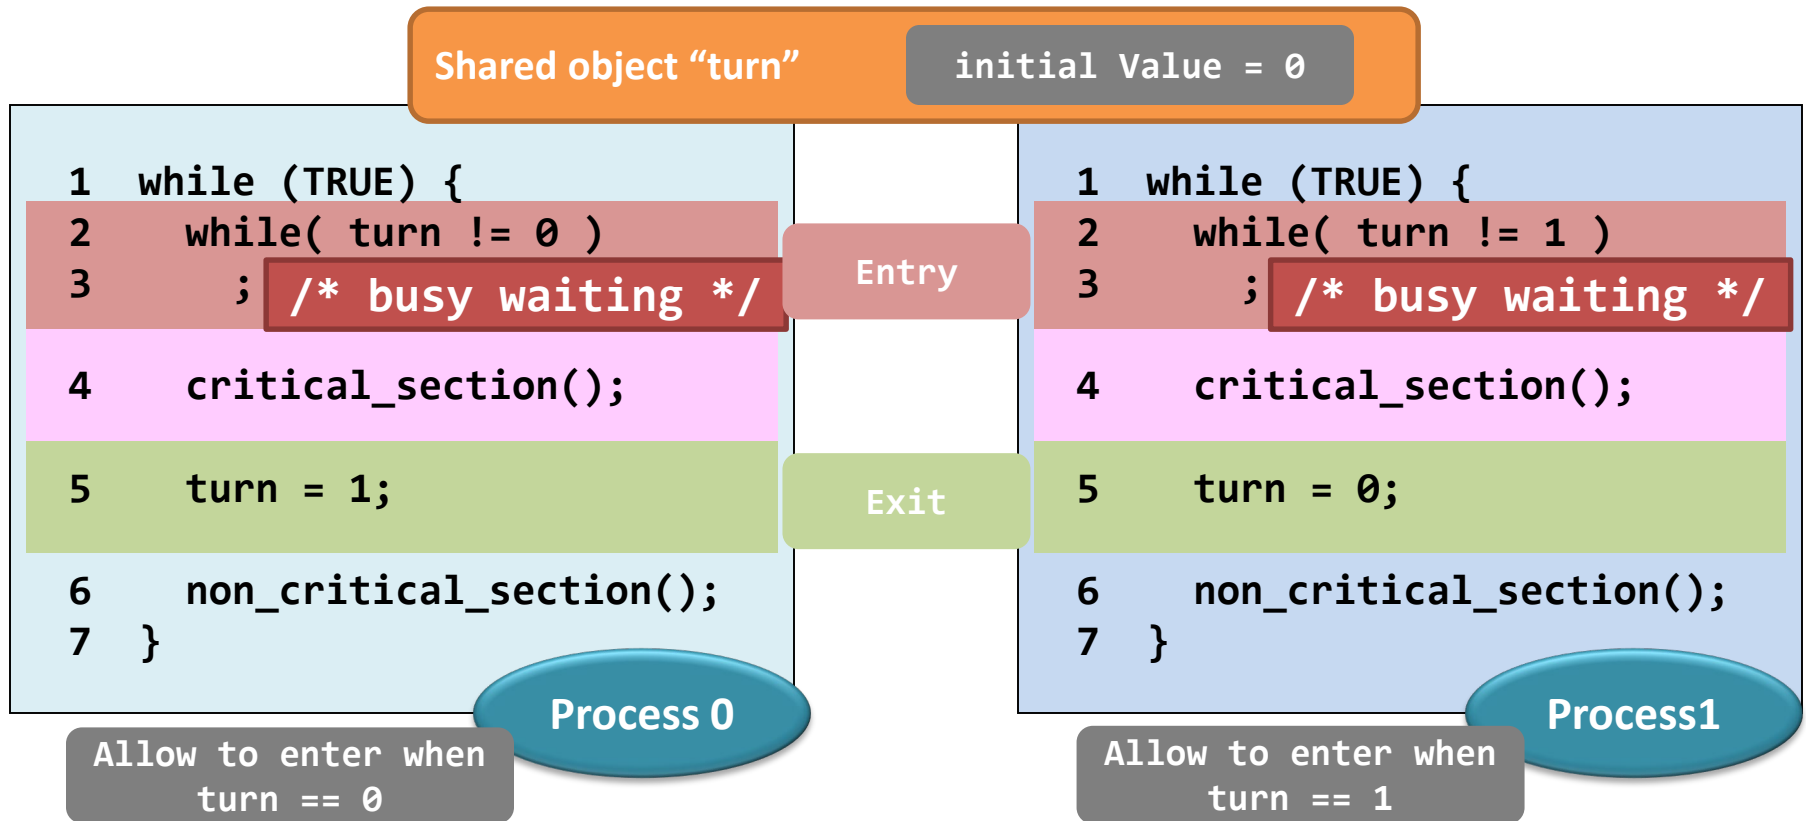 Shared object “turn”
initial Value = 0
1 while (TRUE) {
2 while( turn != 0 )
3 ; /* busy waiting */
4 critical_section();
5 turn = 1;
6 non_critical_section();
7 }
Process 0
Allow to enter when
turn == 0
Entry
Exit
1 while (TRUE) {
2 while( turn != 1 )
3 ; /* busy waiting */
4 critical_section();
5 turn = 0;
6 non_critical_section();
7 }
Process1
Allow to enter when
turn == 1